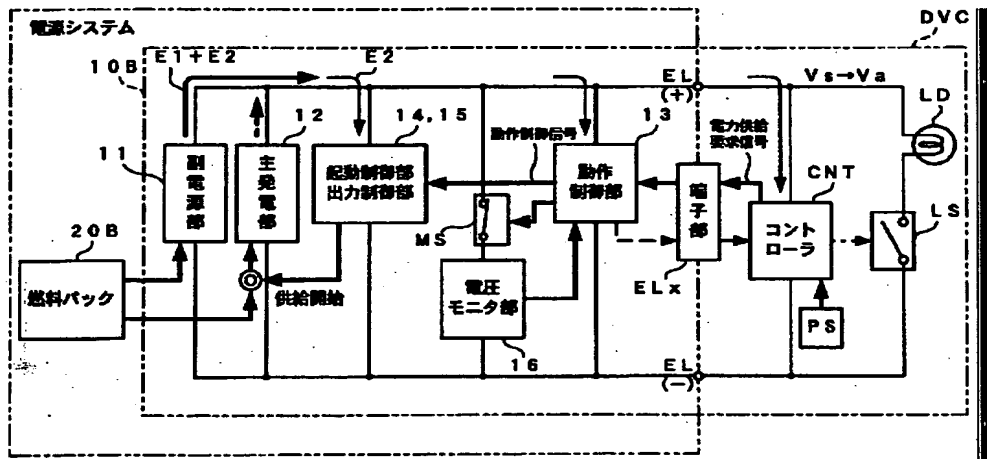 電源システム
DVC
E1+E2
E2
10B
EL
(+)
Vs→Va
LD
12
14,15
13
動作制御信号
電力供給
要求信号
11
副電源部
主発電部
起動制御部
出力制御部
動作
制御部
端子部
CNT
コント
ローラ
LS
MS
20B
燃料パック
供給開始
電圧
モニタ部
ELx
PS
16
EL
(−)